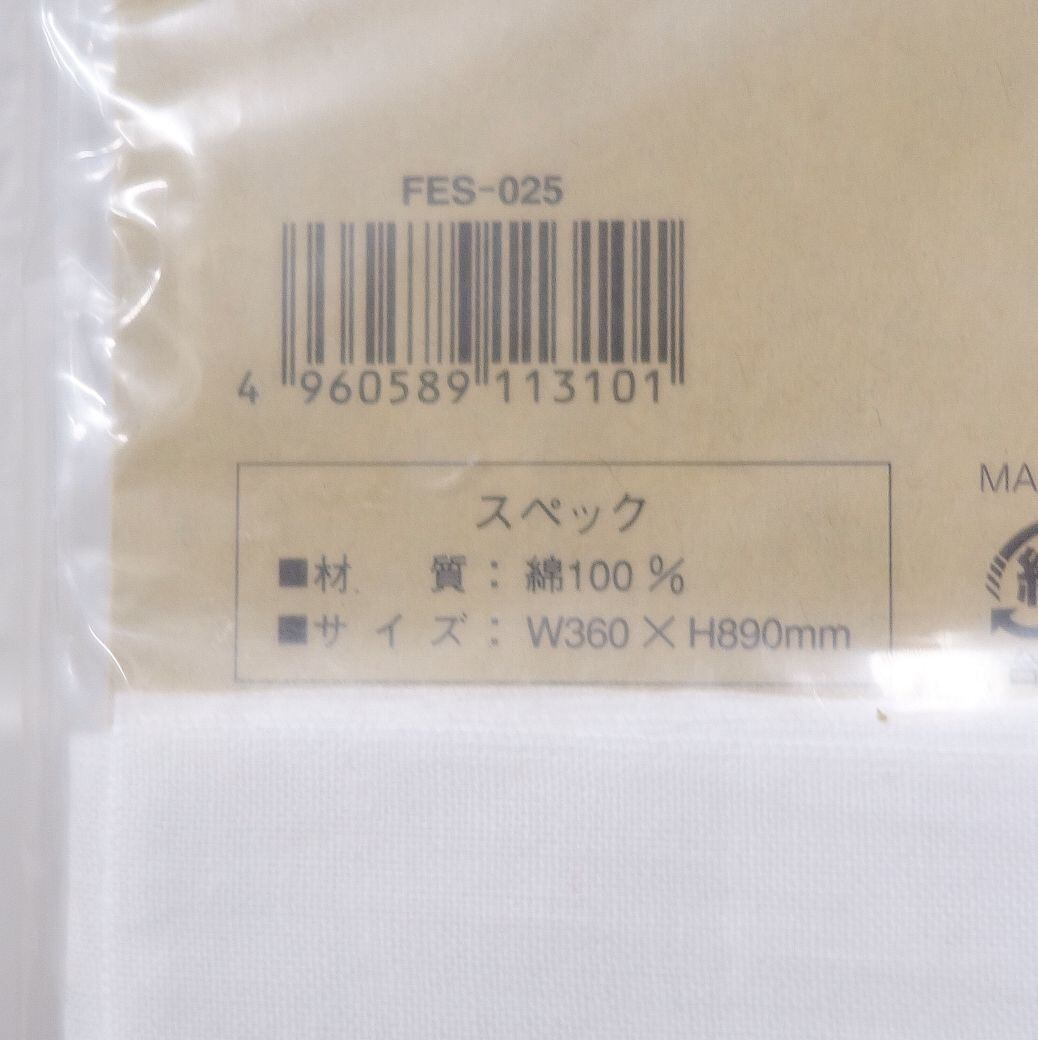 FES-025
4 960589 113101
スペック
■材　　質：綿100％
■サイズ：W360×H890mm
MA